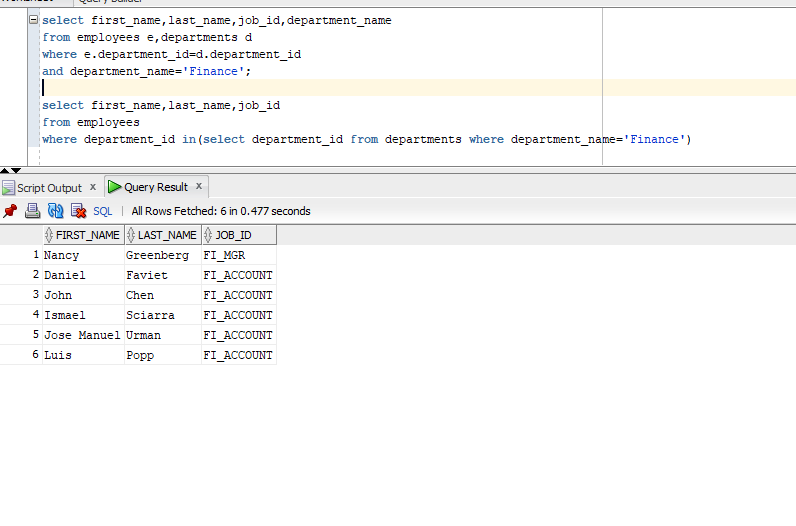 select first_name,last_name,job_id,department_name
from employees e,departments d
where e.department_id=d.department_id
and department_name='Finance';
select first_name,last_name,job_id
from employees
where department_id in(select department_id from departments where department_name='Finance')
Script Output x Query Result x
SQL | All Rows Fetched: 6 in 0.477 seconds
FIRST_NAME LAST_NAME JOB_ID
1 Nancy Greenberg FI_MGR
2 Daniel Faviet FI_ACCOUNT
3 John Chen FI_ACCOUNT
4 Ismael Sciarra FI_ACCOUNT
5 Jose Manuel Urman FI_ACCOUNT
6 Luis Popp FI_ACCOUNT